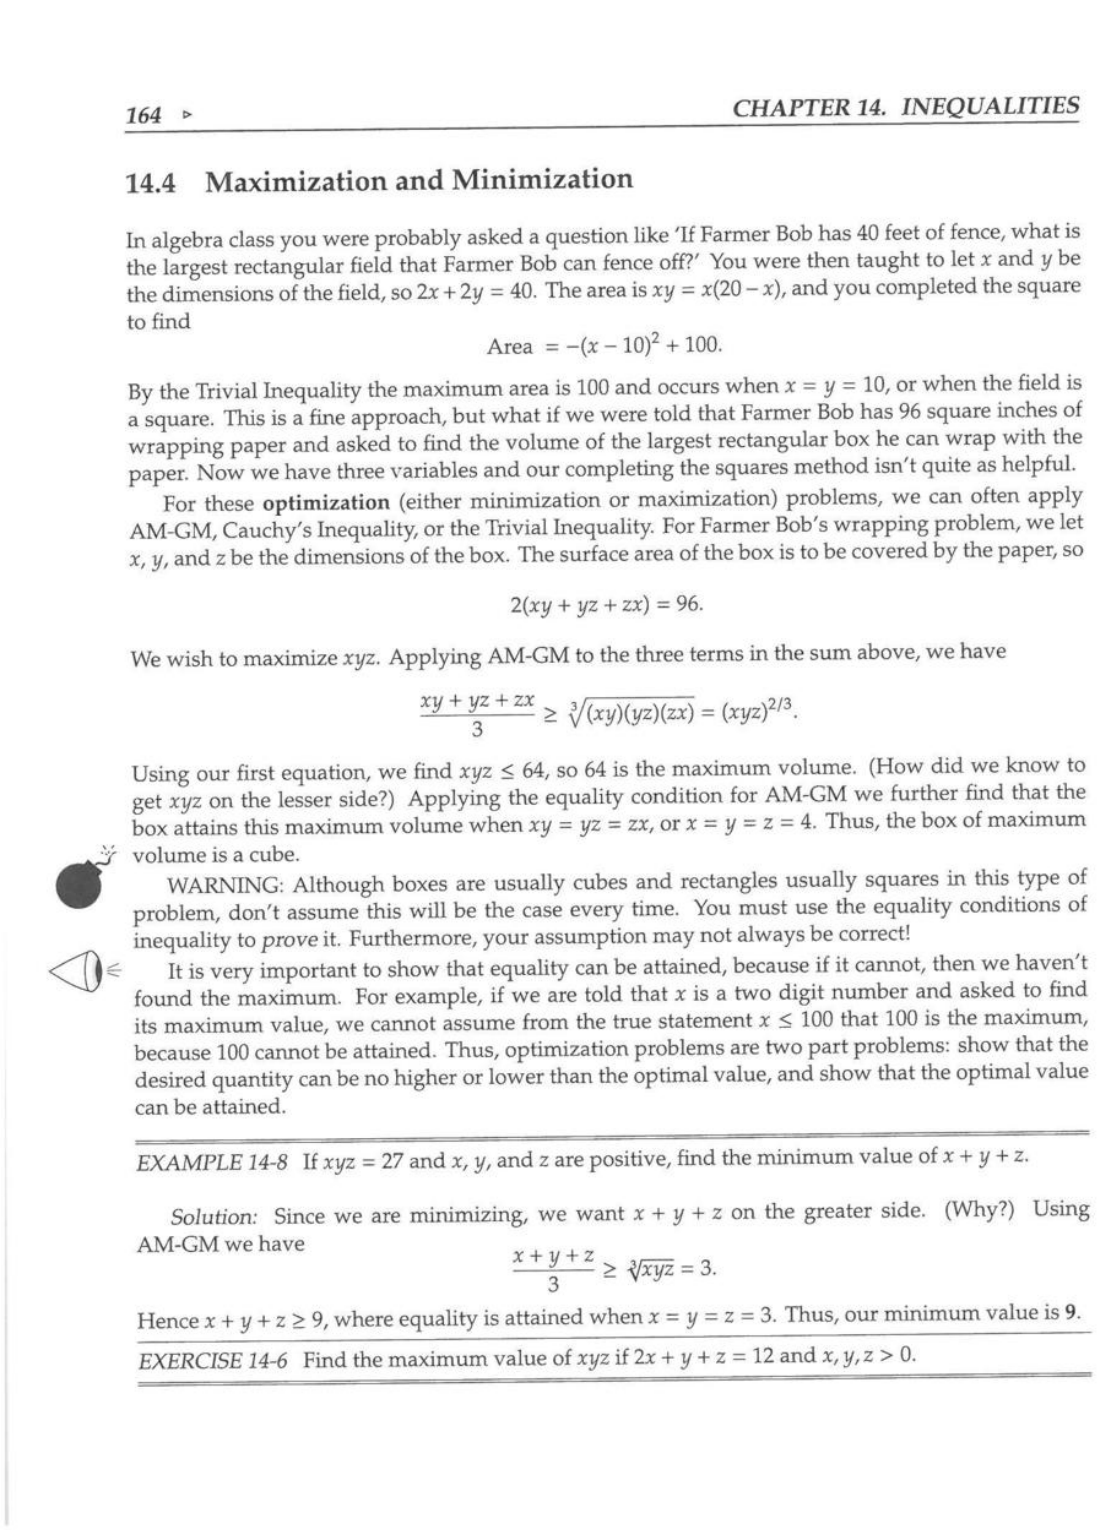 164 ▹ CHAPTER 14. INEQUALITIES
14.4 Maximization and Minimization
In algebra class you were probably asked a question like 'If Farmer Bob has 40 feet of fence, what is
the largest rectangular field that Farmer Bob can fence off?' You were then taught to let x and y be
the dimensions of the field, so 2x + 2y = 40. The area is xy = x(20 – x), and you completed the square
to find
Area = –(x – 10)² + 100.
By the Trivial Inequality the maximum area is 100 and occurs when x = y = 10, or when the field is
a square. This is a fine approach, but what if we were told that Farmer Bob has 96 square inches of
wrapping paper and asked to find the volume of the largest rectangular box he can wrap with the
paper. Now we have three variables and our completing the squares method isn't quite as helpful.
For these optimization (either minimization or maximization) problems, we can often apply
AM-GM, Cauchy's Inequality, or the Trivial Inequality. For Farmer Bob's wrapping problem, we let
x, y, and z be the dimensions of the box. The surface area of the box is to be covered by the paper, so
2(xy + yz + zx) = 96.
We wish to maximize xyz. Applying AM-GM to the three terms in the sum above, we have
(xy + yz + zx)/3 ≥ ∛((xy)(yz)(zx)) = (xyz)^{2/3}.
Using our first equation, we find xyz ≤ 64, so 64 is the maximum volume. (How did we know to
get xyz on the lesser side?) Applying the equality condition for AM-GM we further find that the
box attains this maximum volume when xy = yz = zx, or x = y = z = 4. Thus, the box of maximum
volume is a cube.
WARNING: Although boxes are usually cubes and rectangles usually squares in this type of
problem, don't assume this will be the case every time. You must use the equality conditions of
inequality to prove it. Furthermore, your assumption may not always be correct!
It is very important to show that equality can be attained, because if it cannot, then we haven't
found the maximum. For example, if we are told that x is a two digit number and asked to find
its maximum value, we cannot assume from the true statement x ≤ 100 that 100 is the maximum,
because 100 cannot be attained. Thus, optimization problems are two part problems: show that the
desired quantity can be no higher or lower than the optimal value, and show that the optimal value
can be attained.
EXAMPLE 14-8 If xyz = 27 and x, y, and z are positive, find the minimum value of x + y + z.
Solution: Since we are minimizing, we want x + y + z on the greater side. (Why?) Using
AM-GM we have
(x + y + z)/3 ≥ ∛(xyz) = 3.
Hence x + y + z ≥ 9, where equality is attained when x = y = z = 3. Thus, our minimum value is 9.
EXERCISE 14-6 Find the maximum value of xyz if 2x + y + z = 12 and x, y, z > 0.